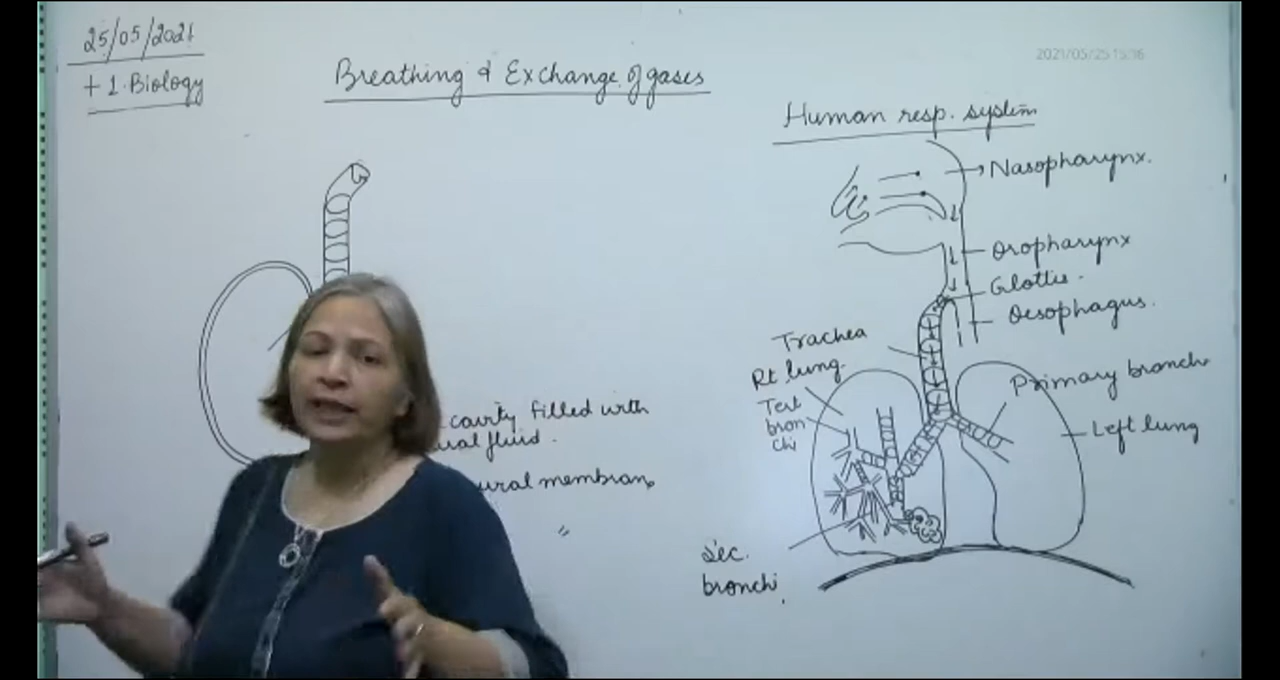 25/05/2021
+1 Biology
Breathing & Exchange of gases
2021/05/25 15:16
Human resp. system
Nasopharynx.
Oropharynx
Glottis.
Oesophagus.
Trachea
Rt lung.
Primary bronchi
Tert
bron
chi
Left lung
cavity filled with
ural fluid.
ural membran
Sec.
bronchi